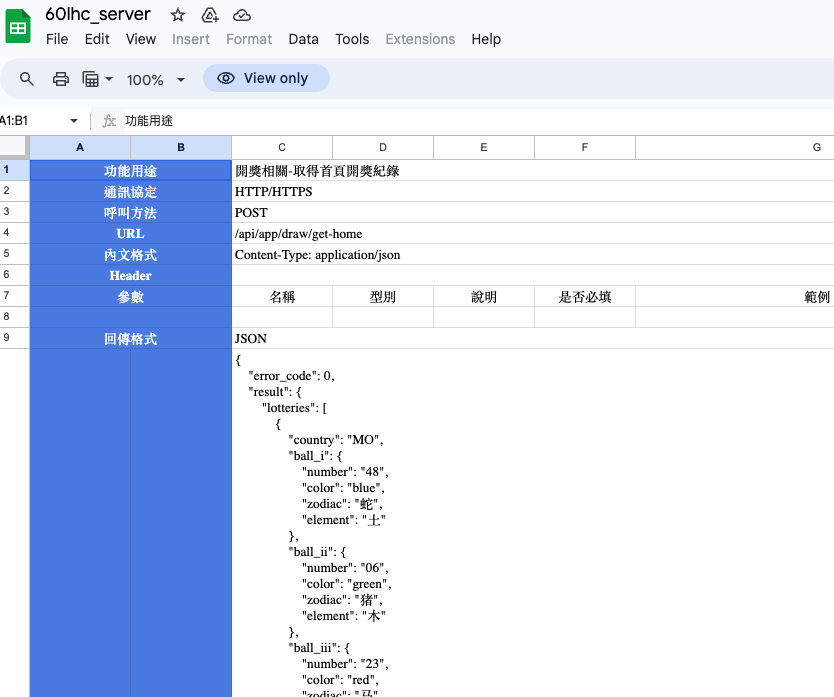 60lhc_server
File Edit View Insert Format Data Tools Extensions Help
100% View only
A1:B1 fx 功能用途
A B C D E F G
1 功能用途 開獎相關-取得首頁開獎紀錄
2 通訊協定 HTTP/HTTPS
3 呼叫方法 POST
4 URL /api/app/draw/get-home
5 內文格式 Content-Type: application/json
6 Header
7 參數 名稱 型別 說明 是否必填 範例
8
9 回傳格式 JSON
{
"error_code": 0,
"result": {
"lotteries": [
{
"country": "MO",
"ball_i": {
"number": "48",
"color": "blue",
"zodiac": "蛇",
"element": "土"
},
"ball_ii": {
"number": "06",
"color": "green",
"zodiac": "猪",
"element": "木"
},
"ball_iii": {
"number": "23",
"color": "red",
"zodiac": "马"